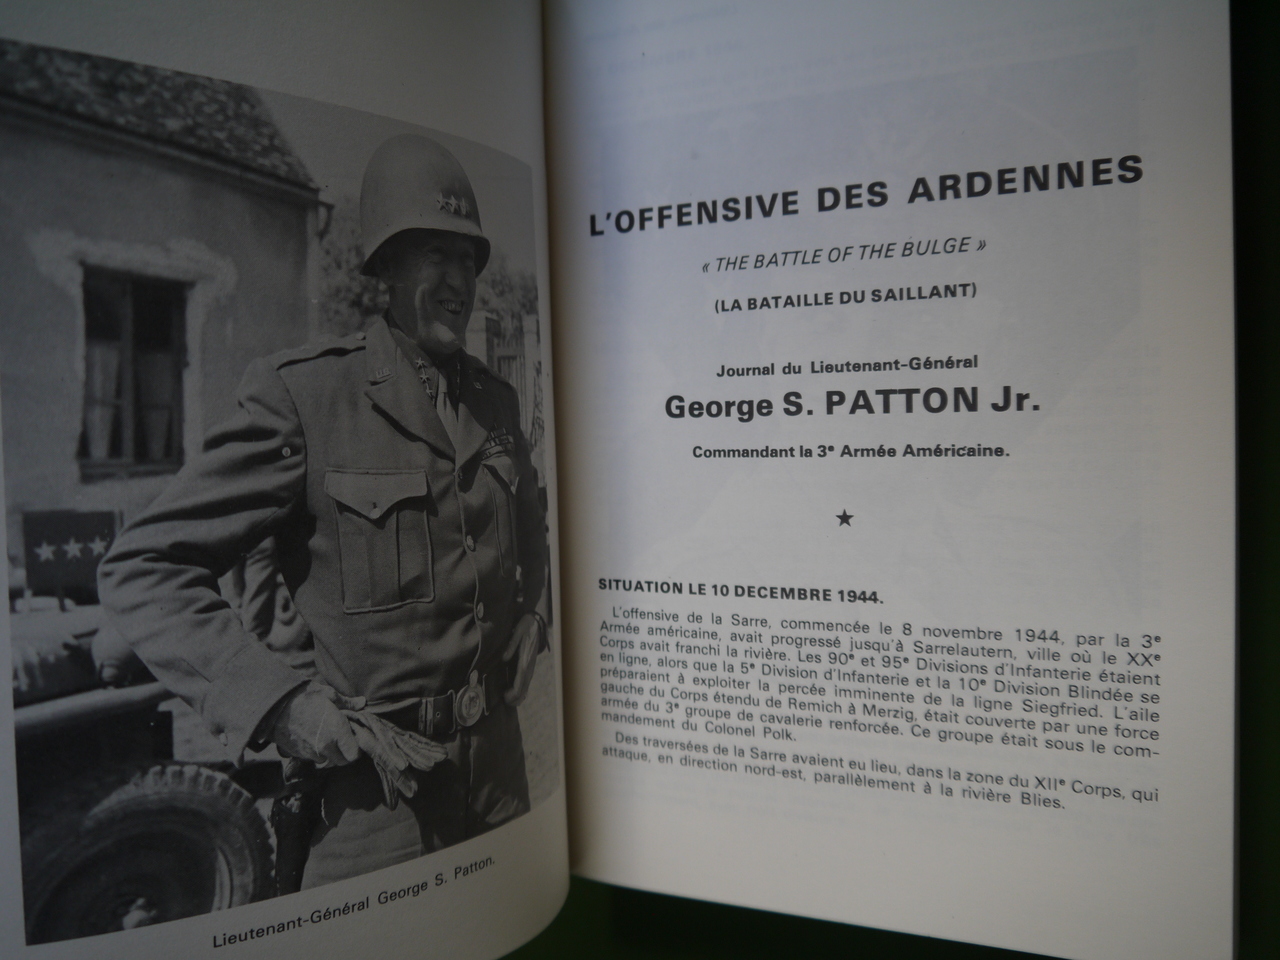 Lieutenant-Général George S. Patton.
L'OFFENSIVE DES ARDENNES
« THE BATTLE OF THE BULGE »
(LA BATAILLE DU SAILLANT)
Journal du Lieutenant-Général
George S. PATTON Jr.
Commandant la 3e Armée Américaine.
★
SITUATION LE 10 DECEMBRE 1944.
L'offensive de la Sarre, commencée le 8 novembre 1944, par la 3e
Armée américaine, avait progressé jusqu'à Sarrelautern, ville où le XXe
Corps avait franchi la rivière. Les 90e et 95e Divisions d'Infanterie étaient
en ligne, alors que la 5e Division d'Infanterie et la 10e Division Blindée se
préparaient à exploiter la percée imminente de la ligne Siegfried. L'aile
gauche du Corps étendu de Remich à Merzig, était couverte par une force
armée du 3e groupe de cavalerie renforcée. Ce groupe était sous le com-
mandement du Colonel Polk.
Des traversées de la Sarre avaient eu lieu, dans la zone du XIIe Corps, qui
attaque, en direction nord-est, parallèlement à la rivière Blies.